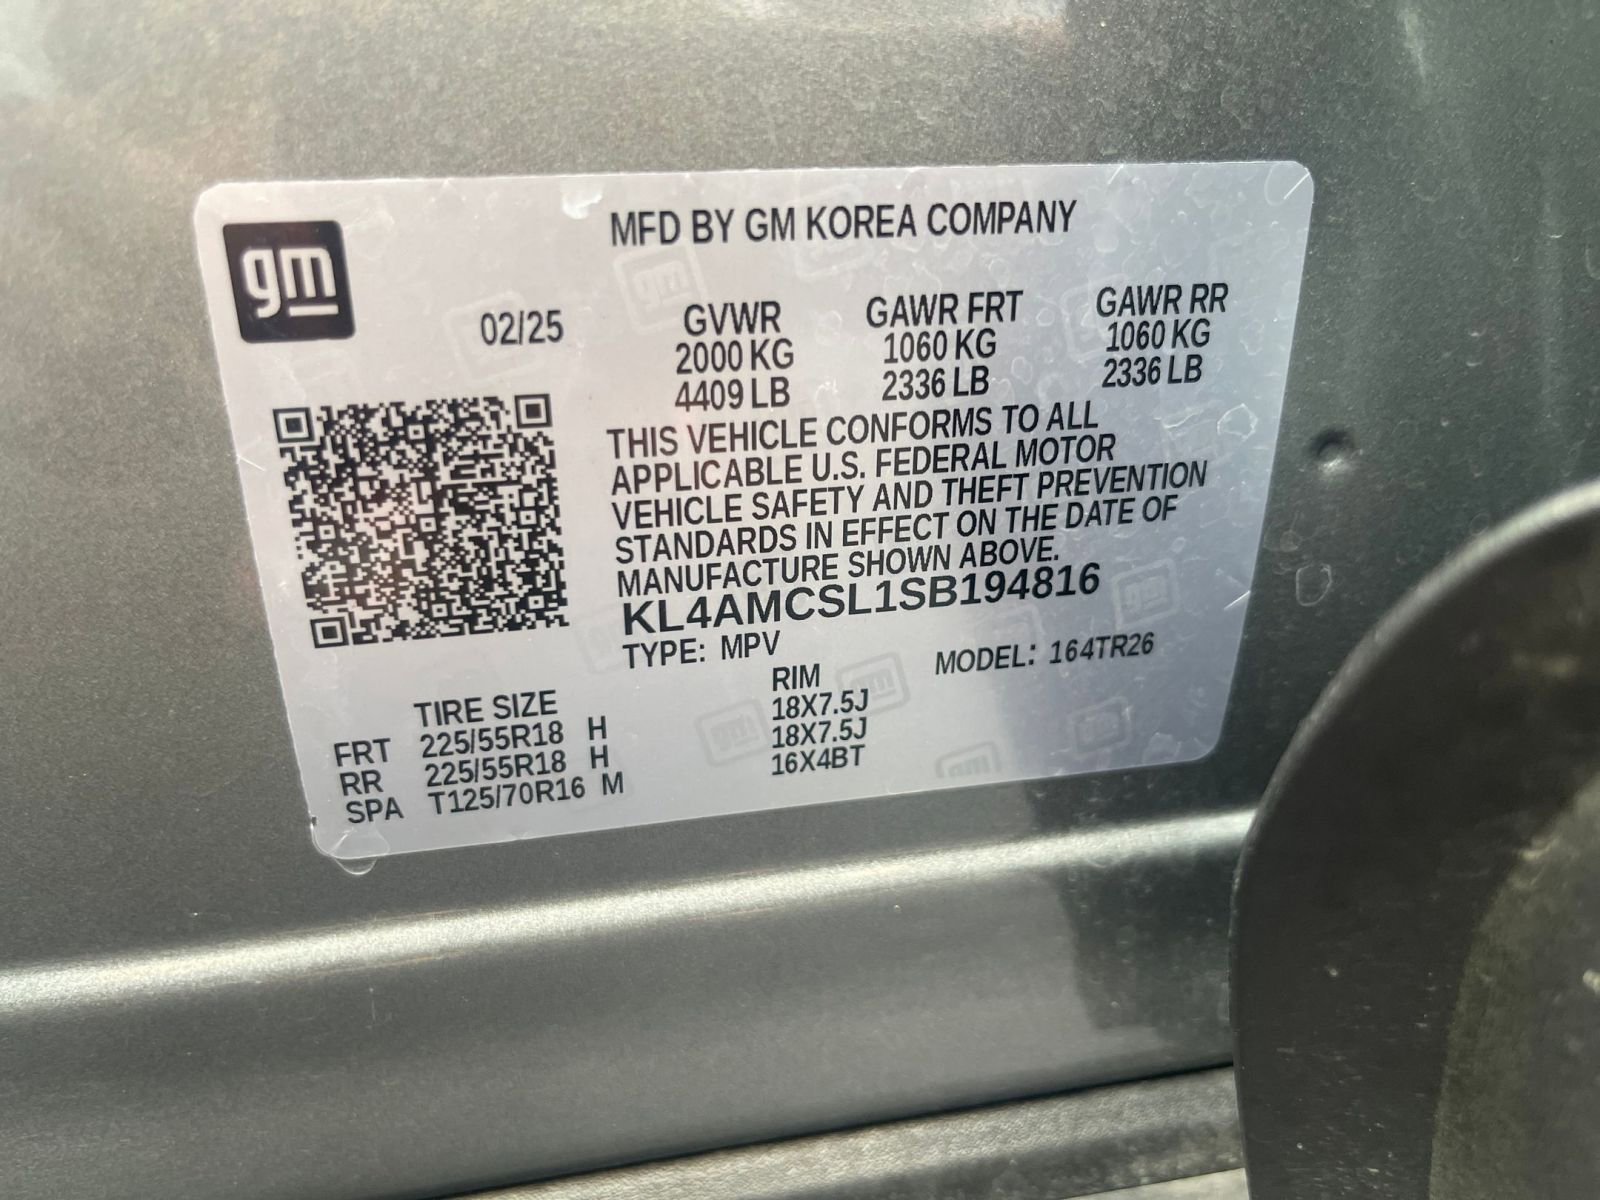 gm
MFD BY GM KOREA COMPANY
02/25
GVWR GAWR FRT GAWR RR
2000 KG 1060 KG 1060 KG
4409 LB 2336 LB 2336 LB
THIS VEHICLE CONFORMS TO ALL
APPLICABLE U.S. FEDERAL MOTOR
VEHICLE SAFETY AND THEFT PREVENTION
STANDARDS IN EFFECT ON THE DATE OF
MANUFACTURE SHOWN ABOVE.
KL4AMCSL1SB194816
TYPE: MPV MODEL: 164TR26
TIRE SIZE RIM
FRT 225/55R18 H 18X7.5J
RR 225/55R18 H 18X7.5J
SPA T125/70R16 M 16X4BT